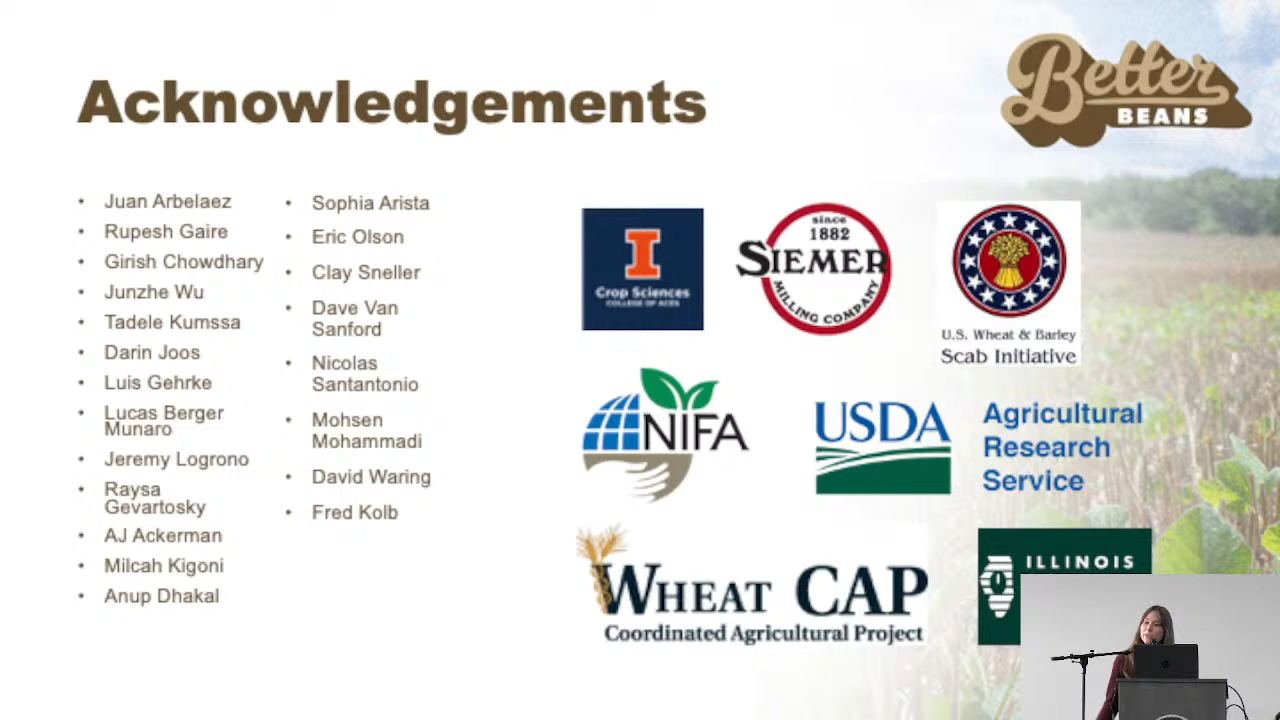 Acknowledgements
Better
BEANS
• Juan Arbelaez
• Rupesh Gaire
• Girish Chowdhary
• Junzhe Wu
• Tadele Kumssa
• Darin Joos
• Luis Gehrke
• Lucas Berger
Munaro
• Jeremy Logrono
• Raysa
Gevartosky
• AJ Ackerman
• Milcah Kigoni
• Anup Dhakal
• Sophia Arista
• Eric Olson
• Clay Sneller
• Dave Van
Sanford
• Nicolas
Santantonio
• Mohsen
Mohammadi
• David Waring
• Fred Kolb
I
Crop Sciences
COLLEGE OF ACES
since
1882
SIEMER
MILLING COMPANY
U.S. Wheat & Barley
Scab Initiative
NIFA
USDA
Agricultural
Research
Service
WHEAT CAP
Coordinated Agricultural Project
ILLINOIS